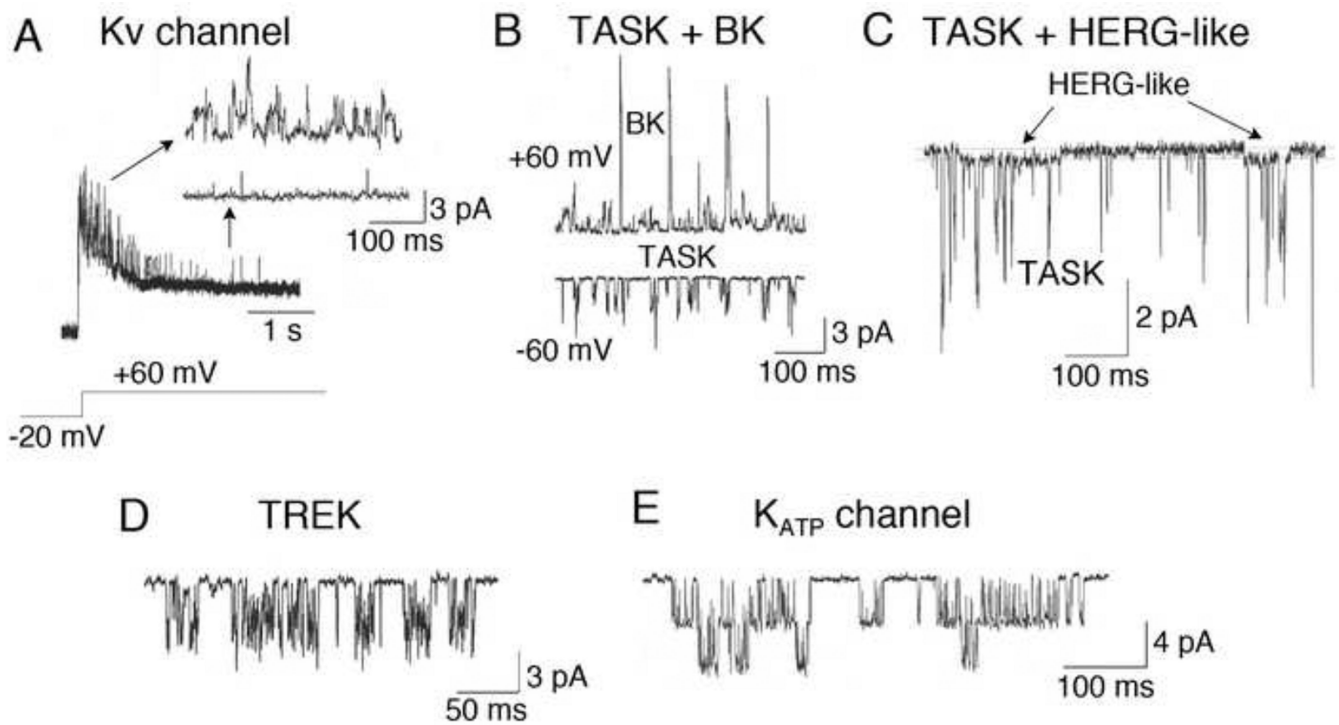 A Kv channel
3 pA
100 ms
1 s
+60 mV
-20 mV
B TASK + BK
BK
+60 mV
TASK
-60 mV
3 pA
100 ms
C TASK + HERG-like
HERG-like
TASK
2 pA
100 ms
D TREK
3 pA
50 ms
E KATP channel
4 pA
100 ms